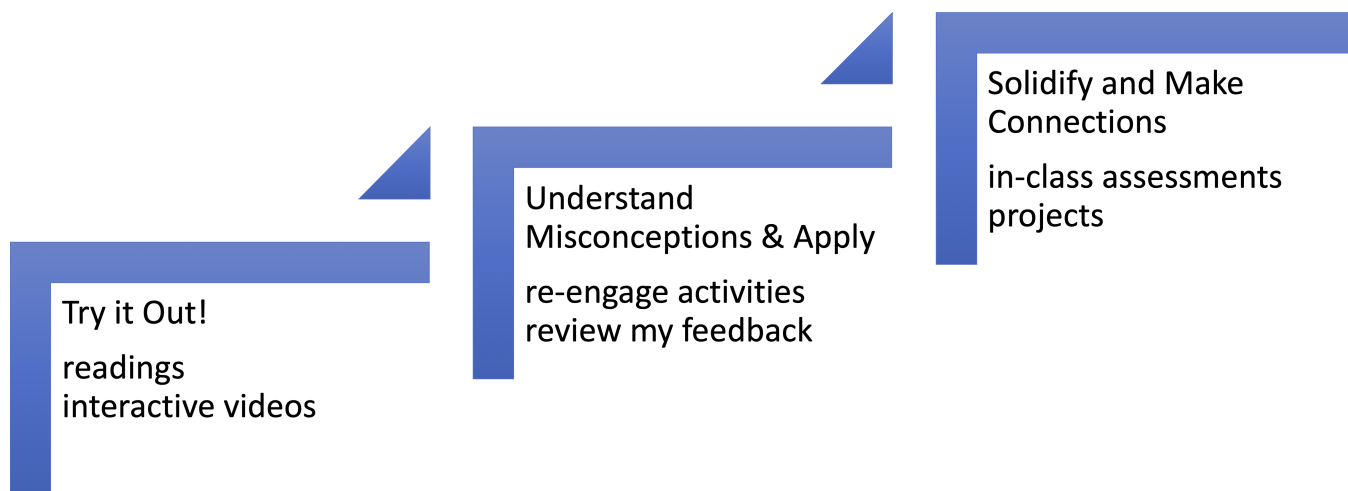 Try it Out!
readings
interactive videos
Understand
Misconceptions & Apply
re-engage activities
review my feedback
Solidify and Make
Connections
in-class assessments
projects